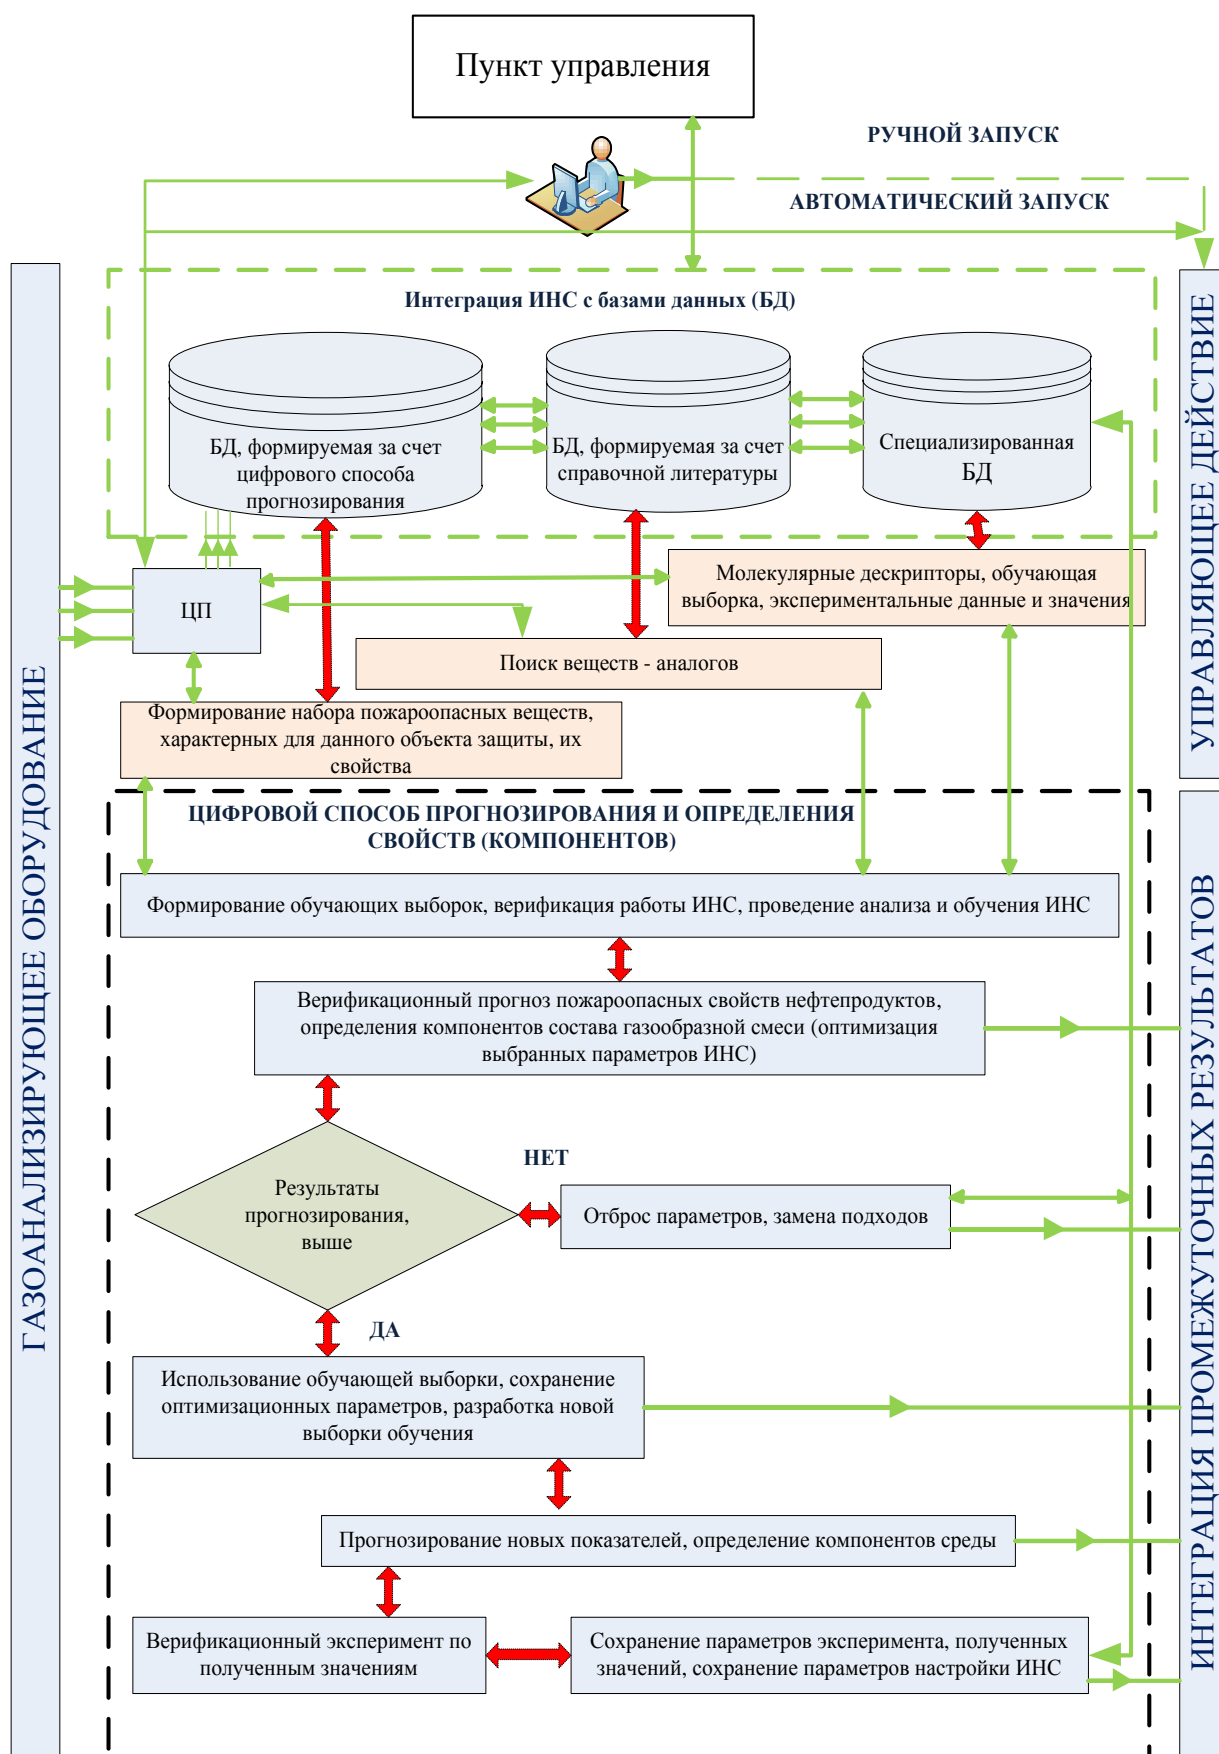 Пункт управления
РУЧНОЙ ЗАПУСК
АВТОМАТИЧЕСКИЙ ЗАПУСК
Интеграция ИНС с базами данных (БД)
БД, формируемая за счет
цифрового способа
прогнозирования
БД, формируемая за счет
справочной литературы
Специализированная
БД
ЦП
Молекулярные дескрипторы, обучающая
выборка, экспериментальные данные и значения
Поиск веществ - аналогов
Формирование набора пожароопасных веществ,
характерных для данного объекта защиты, их
свойства
ГАЗОАНАЛИЗИРУЮЩЕЕ ОБОРУДОВАНИЕ
УПРАВЛЯЮЩЕЕ ДЕЙСТВИЕ
ЦИФРОВОЙ СПОСОБ ПРОГНОЗИРОВАНИЯ И ОПРЕДЕЛЕНИЯ
СВОЙСТВ (КОМПОНЕНТОВ)
Формирование обучающих выборок, верификация работы ИНС, проведение анализа и обучения ИНС
Верификационный прогноз пожароопасных свойств нефтепродуктов,
определения компонентов состава газообразной смеси (оптимизация
выбранных параметров ИНС)
НЕТ
Результаты
прогнозирования,
выше
Отброс параметров, замена подходов
ДА
Использование обучающей выборки, сохранение
оптимизационных параметров, разработка новой
выборки обучения
Прогнозирование новых показателей, определение компонентов среды
Верификационный эксперимент по
полученным значениям
Сохранение параметров эксперимента, полученных
значений, сохранение параметров настройки ИНС
ИНТЕГРАЦИЯ ПРОМЕЖУТОЧНЫХ РЕЗУЛЬТАТОВ